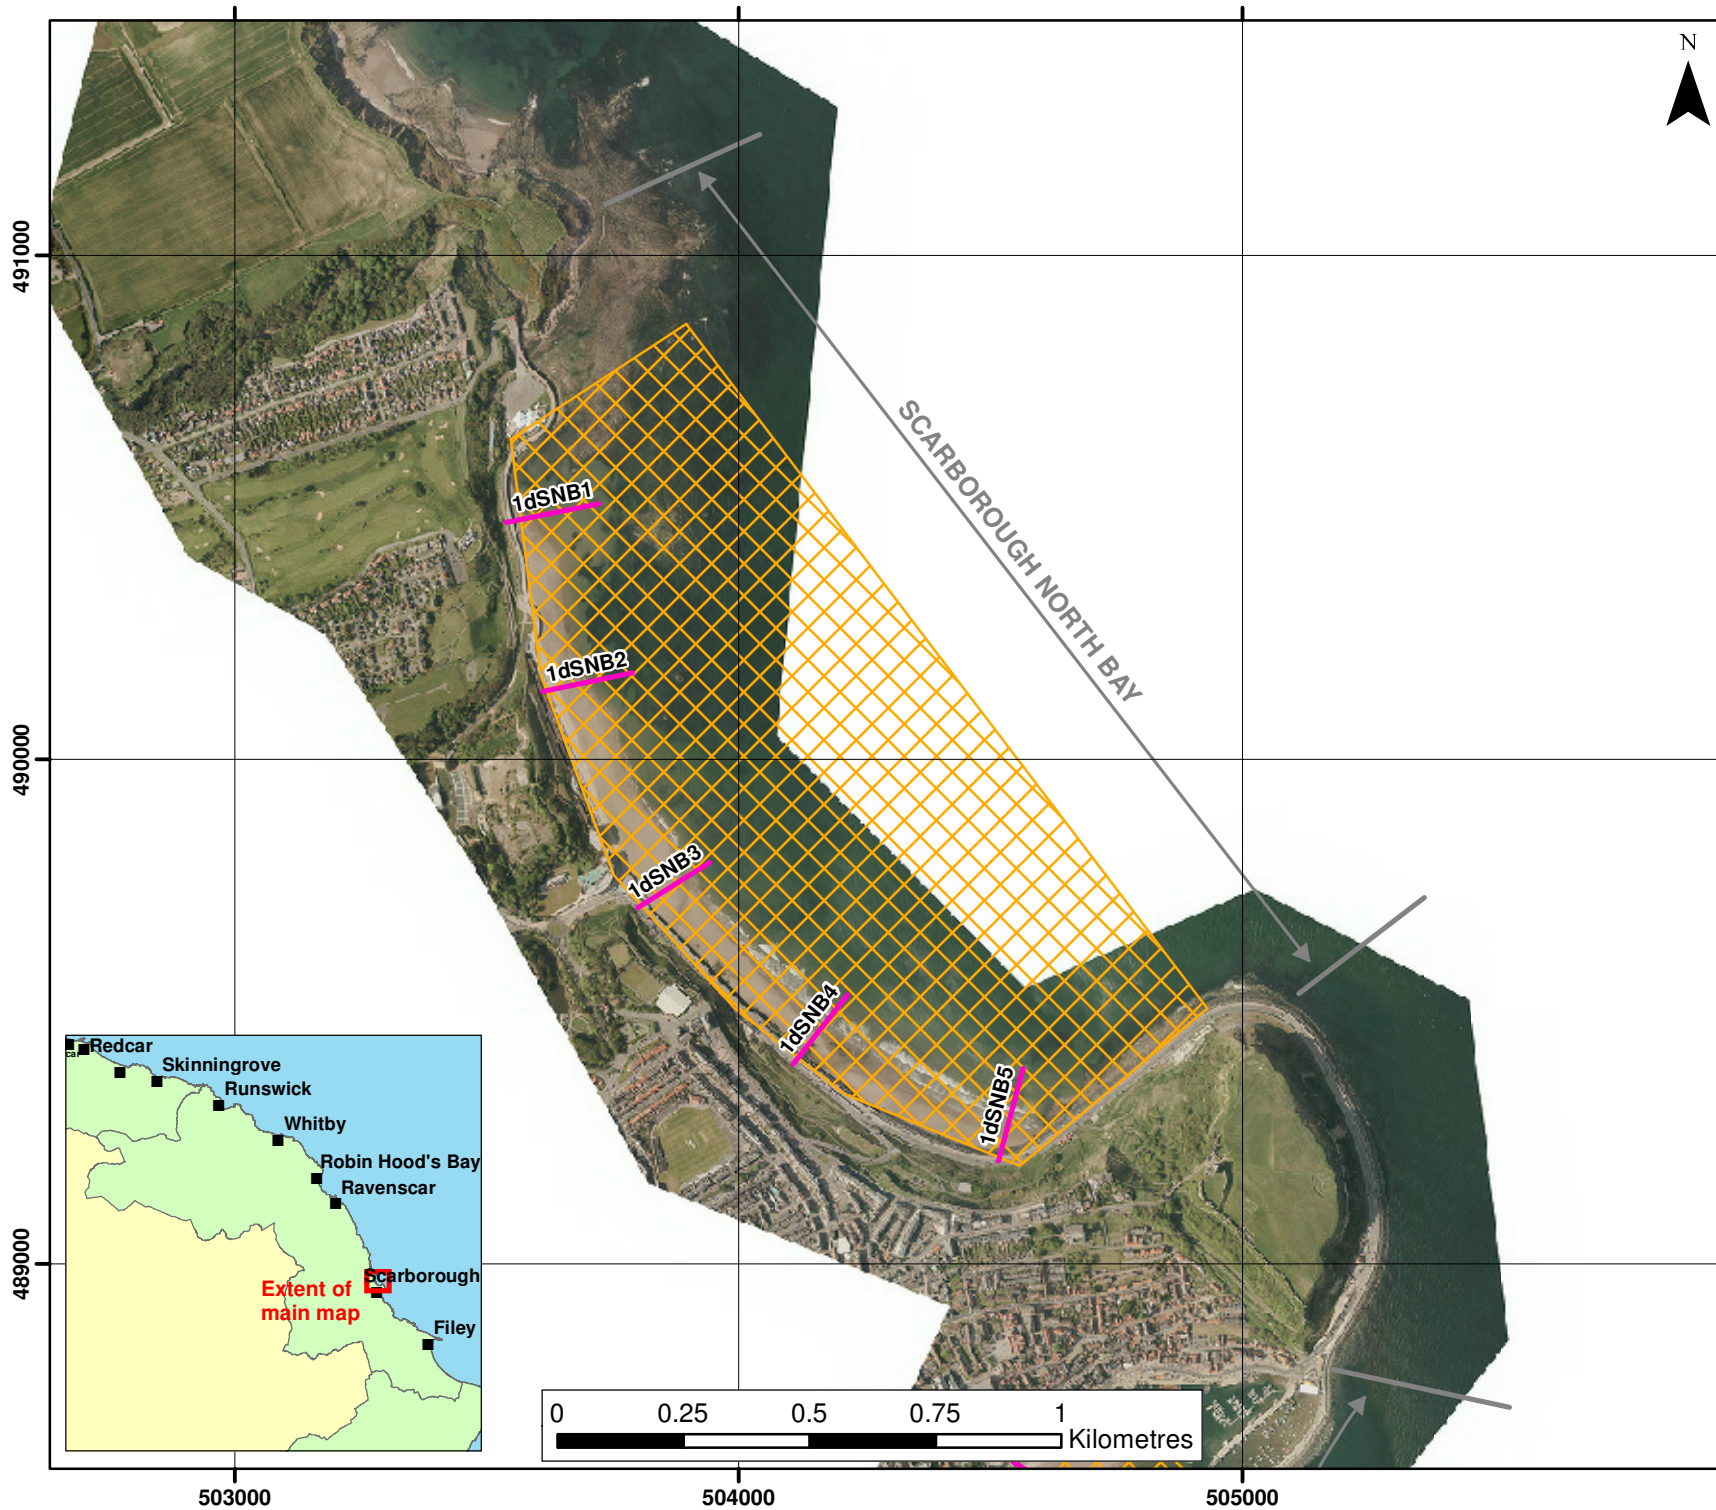 N
491000
490000
489000
SCARBOROUGH NORTH BAY
1dSNB1
1dSNB2
1dSNB3
1dSNB4
1dSNB5
car
Redcar
Skinningrove
Runswick
Whitby
Robin Hood's Bay
Ravenscar
Scarborough
Extent of
main map
Filey
0 0.25 0.5 0.75 1
Kilometres
503000 504000 505000